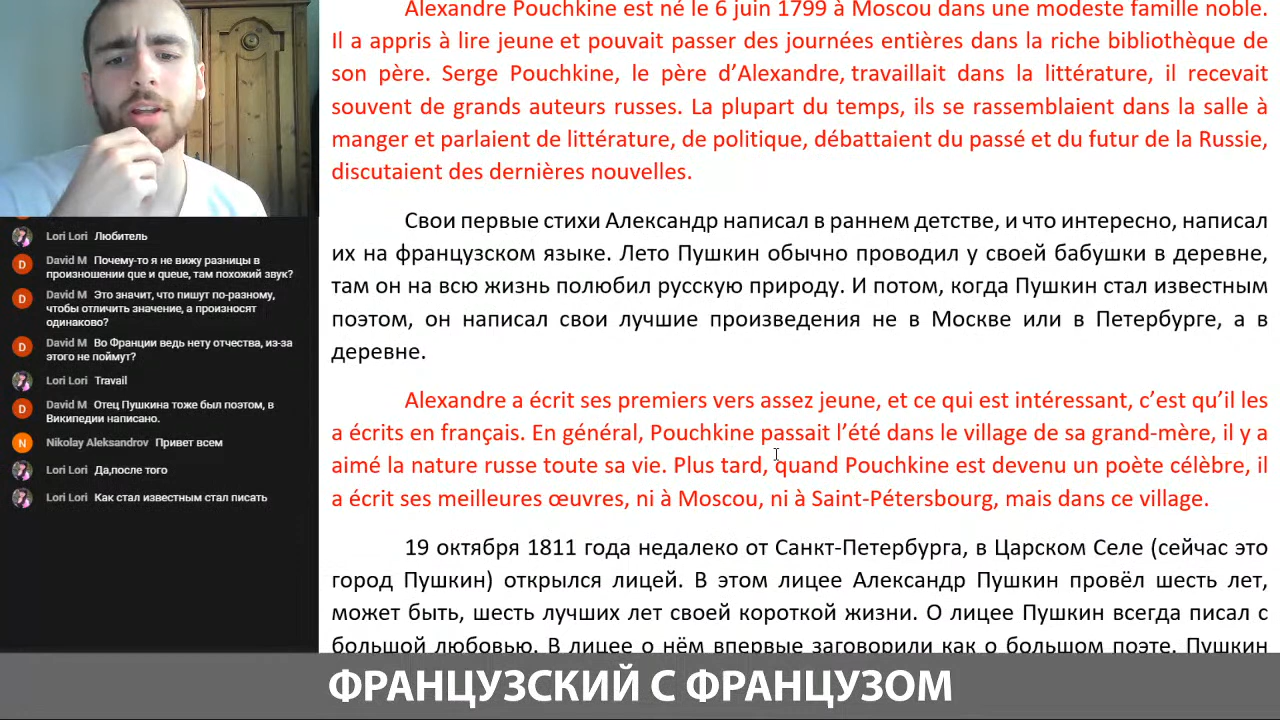 Alexandre Pouchkine est né le 6 juin 1799 à Moscou dans une modeste famille noble.
Il a appris à lire jeune et pouvait passer des journées entières dans la riche bibliothèque de
son père. Serge Pouchkine, le père d’Alexandre, travaillait dans la littérature, il recevait
souvent de grands auteurs russes. La plupart du temps, ils se rassemblaient dans la salle à
manger et parlaient de littérature, de politique, débattaient du passé et du futur de la Russie,
discutaient des dernières nouvelles.
Свои первые стихи Александр написал в раннем детстве, и что интересно, написал
их на французском языке. Лето Пушкин обычно проводил у своей бабушки в деревне,
там он на всю жизнь полюбил русскую природу. И потом, когда Пушкин стал известным
поэтом, он написал свои лучшие произведения не в Москве или в Петербурге, а в
деревне.
Alexandre a écrit ses premiers vers assez jeune, et ce qui est intéressant, c’est qu’il les
a écrits en français. En général, Pouchkine passait l’été dans le village de sa grand-mère, il y a
aimé la nature russe toute sa vie. Plus tard, quand Pouchkine est devenu un poète célèbre, il
a écrit ses meilleures œuvres, ni à Moscou, ni à Saint-Pétersbourg, mais dans ce village.
19 октября 1811 года недалеко от Санкт-Петербурга, в Царском Селе (сейчас это
город Пушкин) открылся лицей. В этом лицее Александр Пушкин провёл шесть лет,
может быть, шесть лучших лет своей короткой жизни. О лицее Пушкин всегда писал с
большой любовью. В лицее о нём впервые заговорили как о большом поэте. Пушкин
Lori Lori Любитель
D David M Почему-то я не вижу разницы в
произношении que и queue, там похожий звук?
D David M Это значит, что пишут по-разному,
чтобы отличить значение, а произносят
одинаково?
D David M Во Франции ведь нету отчества, из-за
этого не поймут?
Lori Lori Travail
D David M Отец Пушкина тоже был поэтом, в
Википедии написано.
N Nikolay Aleksandrov Привет всем
Lori Lori Да,после того
Lori Lori Как стал известным стал писать
ФРАНЦУЗСКИЙ С ФРАНЦУЗОМ